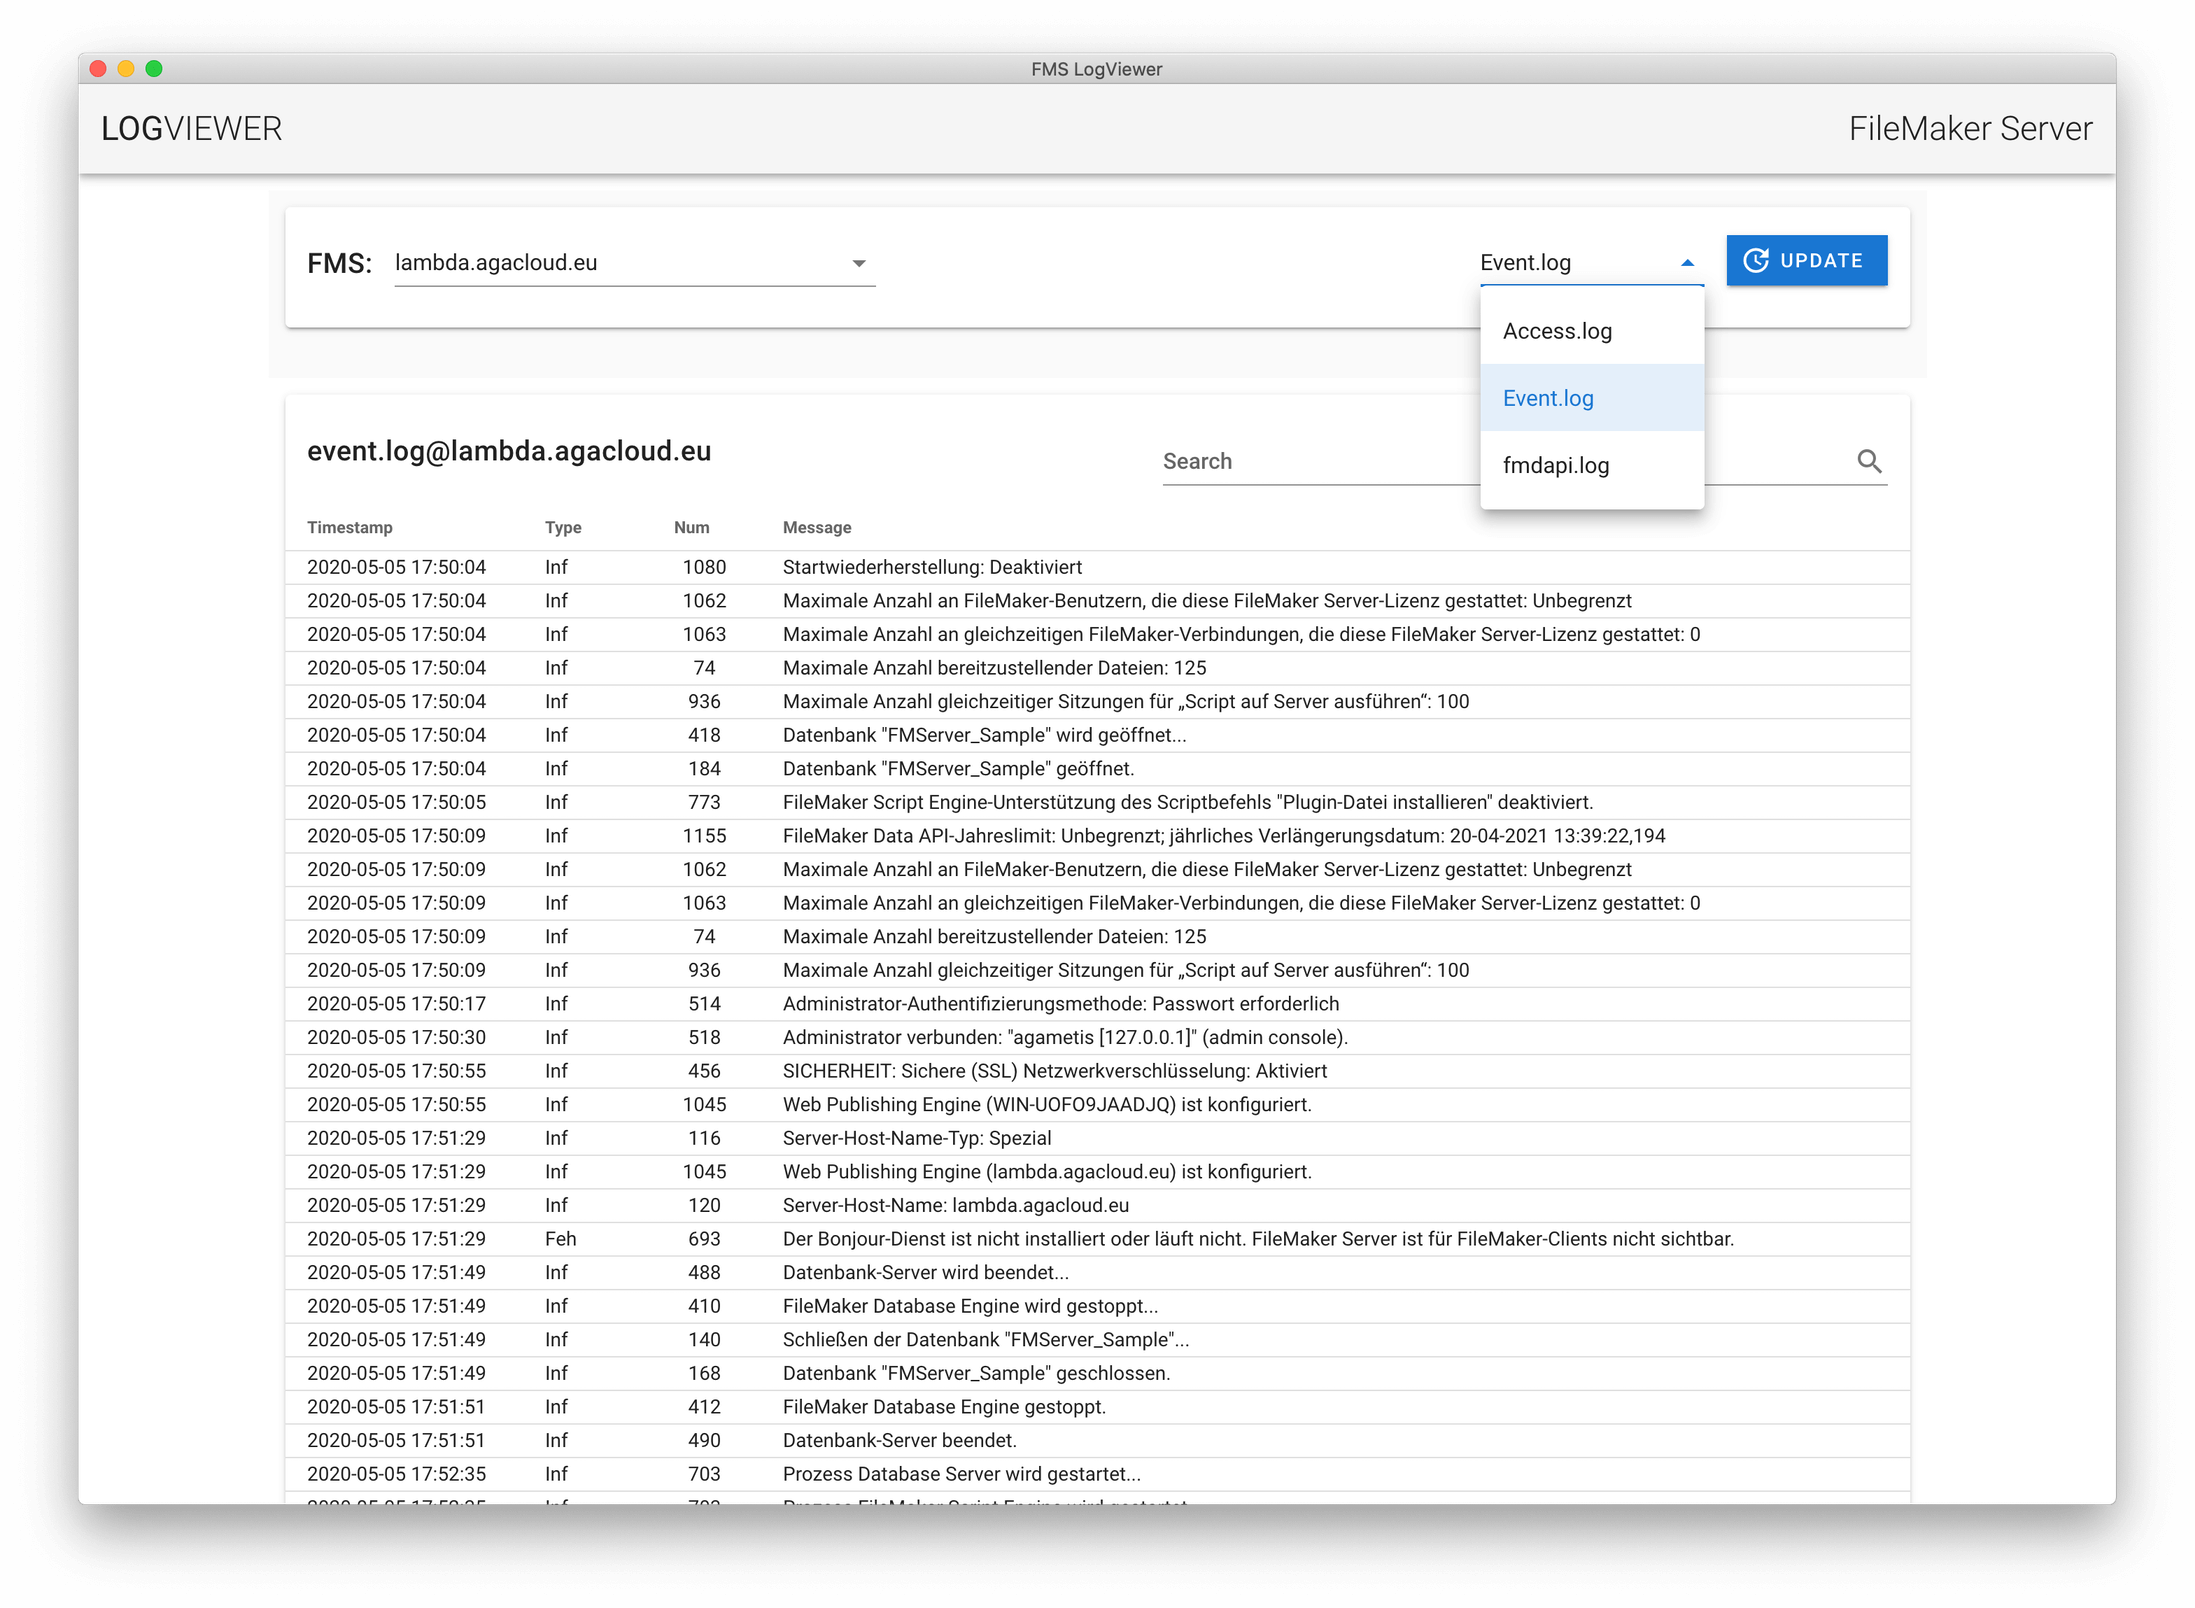 FMS LogViewer
LOGVIEWER FileMaker Server
FMS: lambda.agacloud.eu Event.log UPDATE
Access.log
Event.log
fmdapi.log
event.log@lambda.agacloud.eu Search
Timestamp Type Num Message
2020-05-05 17:50:04 Inf 1080 Startwiederherstellung: Deaktiviert
2020-05-05 17:50:04 Inf 1062 Maximale Anzahl an FileMaker-Benutzern, die diese FileMaker Server-Lizenz gestattet: Unbegrenzt
2020-05-05 17:50:04 Inf 1063 Maximale Anzahl an gleichzeitigen FileMaker-Verbindungen, die diese FileMaker Server-Lizenz gestattet: 0
2020-05-05 17:50:04 Inf 74 Maximale Anzahl bereitzustellender Dateien: 125
2020-05-05 17:50:04 Inf 936 Maximale Anzahl gleichzeitiger Sitzungen für „Script auf Server ausführen“: 100
2020-05-05 17:50:04 Inf 418 Datenbank "FMServer_Sample" wird geöffnet...
2020-05-05 17:50:04 Inf 184 Datenbank "FMServer_Sample" geöffnet.
2020-05-05 17:50:05 Inf 773 FileMaker Script Engine-Unterstützung des Scriptbefehls "Plugin-Datei installieren" deaktiviert.
2020-05-05 17:50:09 Inf 1155 FileMaker Data API-Jahreslimit: Unbegrenzt; jährliches Verlängerungsdatum: 20-04-2021 13:39:22,194
2020-05-05 17:50:09 Inf 1062 Maximale Anzahl an FileMaker-Benutzern, die diese FileMaker Server-Lizenz gestattet: Unbegrenzt
2020-05-05 17:50:09 Inf 1063 Maximale Anzahl an gleichzeitigen FileMaker-Verbindungen, die diese FileMaker Server-Lizenz gestattet: 0
2020-05-05 17:50:09 Inf 74 Maximale Anzahl bereitzustellender Dateien: 125
2020-05-05 17:50:09 Inf 936 Maximale Anzahl gleichzeitiger Sitzungen für „Script auf Server ausführen“: 100
2020-05-05 17:50:17 Inf 514 Administrator-Authentifizierungsmethode: Passwort erforderlich
2020-05-05 17:50:30 Inf 518 Administrator verbunden: "agametis [127.0.0.1]" (admin console).
2020-05-05 17:50:55 Inf 456 SICHERHEIT: Sichere (SSL) Netzwerkverschlüsselung: Aktiviert
2020-05-05 17:50:55 Inf 1045 Web Publishing Engine (WIN-UOFO9JAADJQ) ist konfiguriert.
2020-05-05 17:51:29 Inf 116 Server-Host-Name-Typ: Spezial
2020-05-05 17:51:29 Inf 1045 Web Publishing Engine (lambda.agacloud.eu) ist konfiguriert.
2020-05-05 17:51:29 Inf 120 Server-Host-Name: lambda.agacloud.eu
2020-05-05 17:51:29 Feh 693 Der Bonjour-Dienst ist nicht installiert oder läuft nicht. FileMaker Server ist für FileMaker-Clients nicht sichtbar.
2020-05-05 17:51:49 Inf 488 Datenbank-Server wird beendet...
2020-05-05 17:51:49 Inf 410 FileMaker Database Engine wird gestoppt...
2020-05-05 17:51:49 Inf 140 Schließen der Datenbank "FMServer_Sample"...
2020-05-05 17:51:49 Inf 168 Datenbank "FMServer_Sample" geschlossen.
2020-05-05 17:51:51 Inf 412 FileMaker Database Engine gestoppt.
2020-05-05 17:51:51 Inf 490 Datenbank-Server beendet.
2020-05-05 17:52:35 Inf 703 Prozess Database Server wird gestartet...